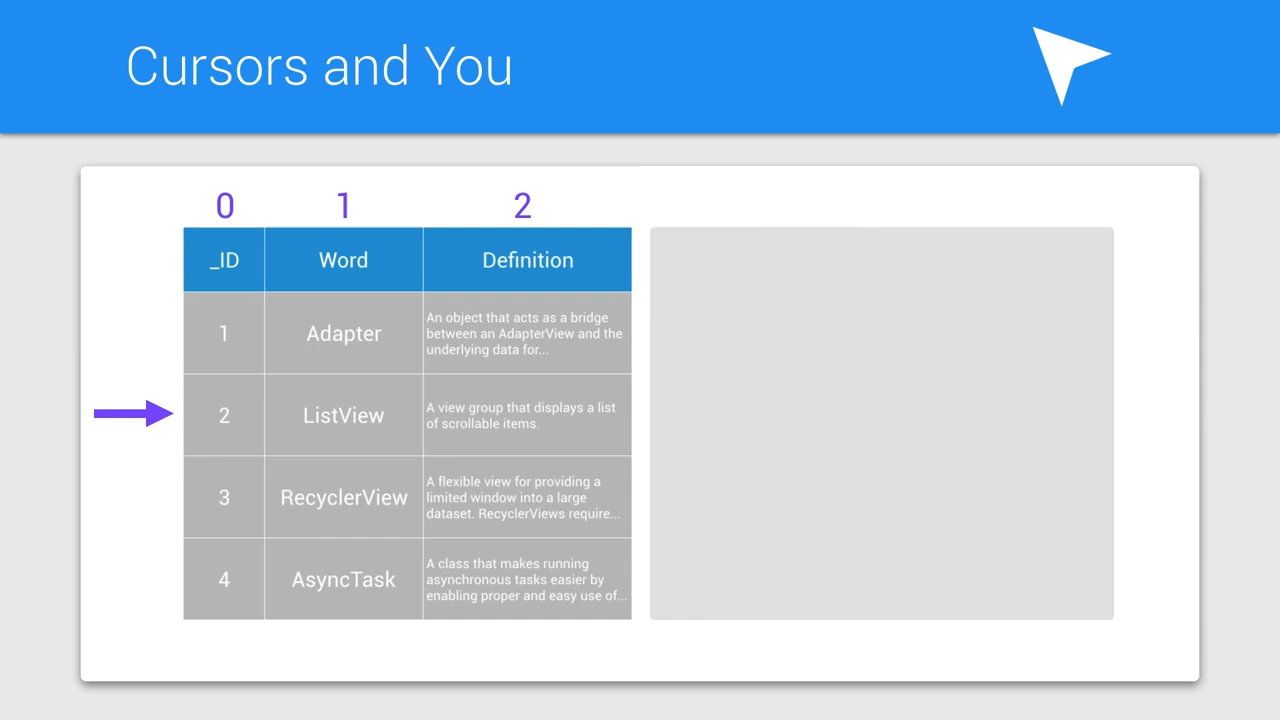 Cursors and You
0 1 2
_ID Word Definition
1 Adapter An object that acts as a bridge
between an AdapterView and the
underlying data for...
2 ListView A view group that displays a list
of scrollable items.
3 RecyclerView A flexible view for providing a
limited window into a large
dataset. RecyclerViews require...
4 AsyncTask A class that makes running
asynchronous tasks easier by
enabling proper and easy use of...